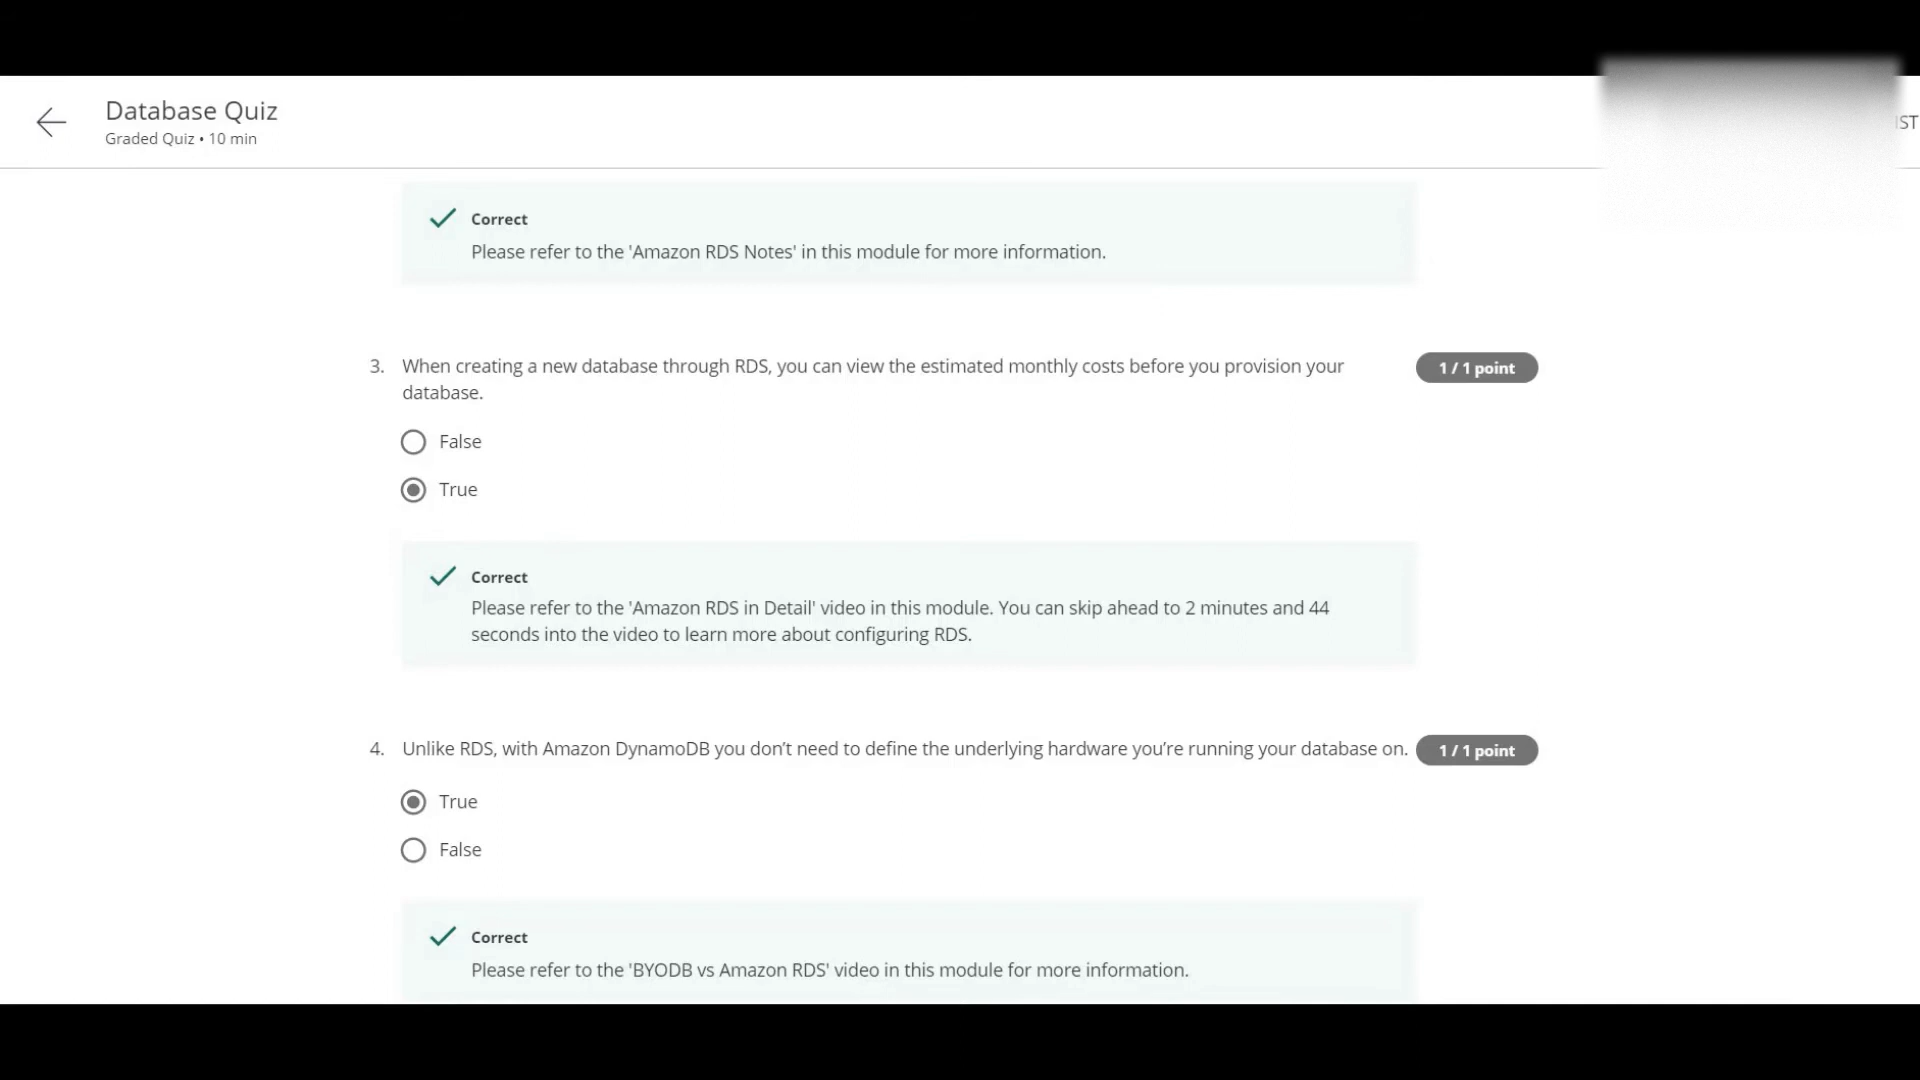 Database Quiz
Graded Quiz • 10 min
IST
Correct
Please refer to the 'Amazon RDS Notes' in this module for more information.
3. When creating a new database through RDS, you can view the estimated monthly costs before you provision your
database.
1 / 1 point
False
True
Correct
Please refer to the 'Amazon RDS in Detail' video in this module. You can skip ahead to 2 minutes and 44
seconds into the video to learn more about configuring RDS.
4. Unlike RDS, with Amazon DynamoDB you don’t need to define the underlying hardware you’re running your database on.
1 / 1 point
True
False
Correct
Please refer to the 'BYODB vs Amazon RDS' video in this module for more information.